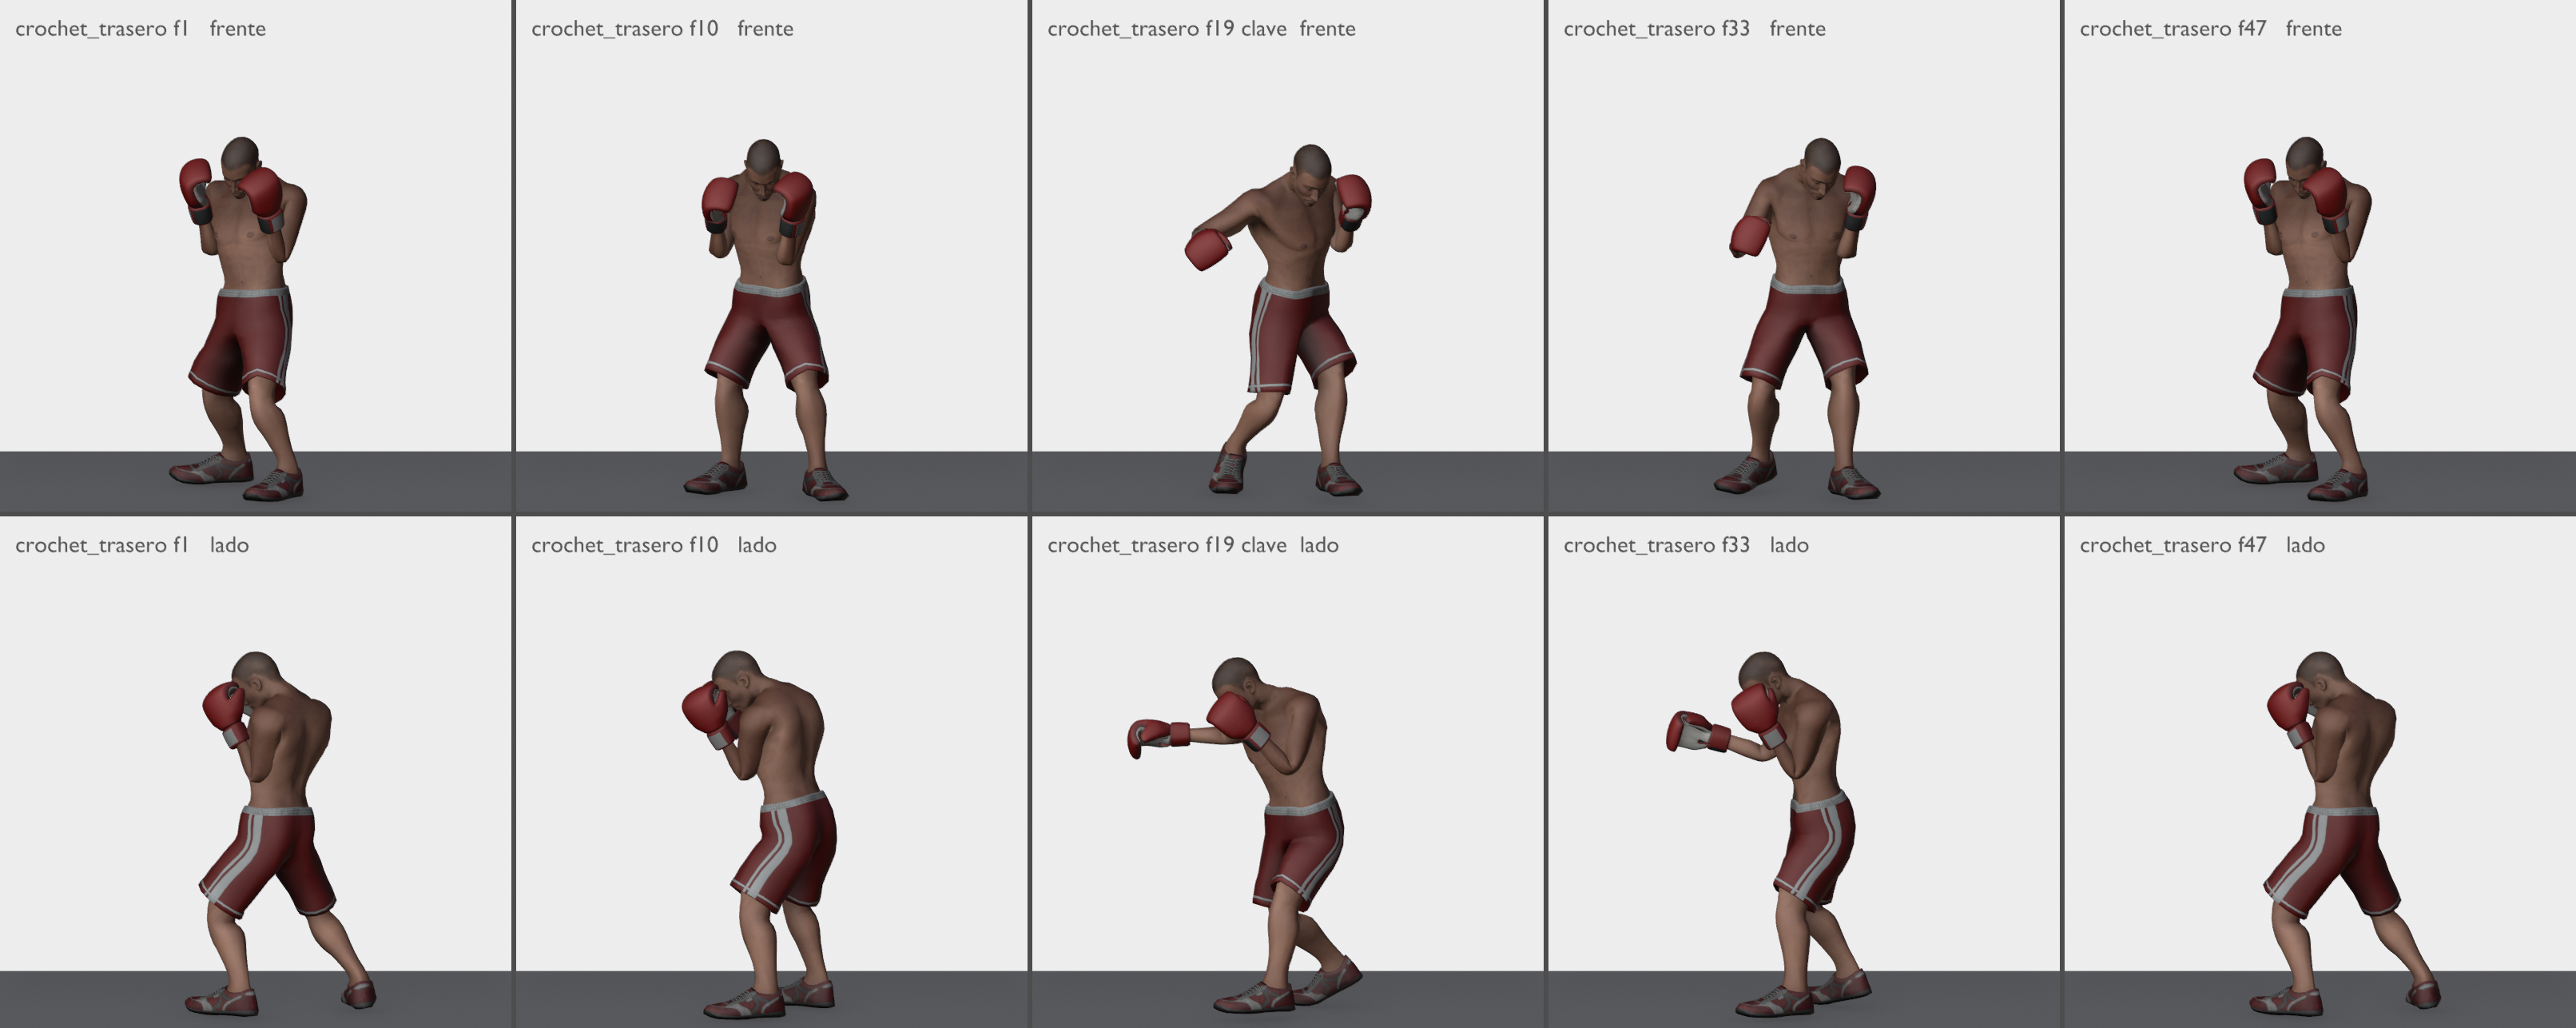 crochet_trasero f1 frente
crochet_trasero f10 frente
crochet_trasero f19 clave frente
crochet_trasero f33 frente
crochet_trasero f47 frente
crochet_trasero f1 lado
crochet_trasero f10 lado
crochet_trasero f19 clave lado
crochet_trasero f33 lado
crochet_trasero f47 lado